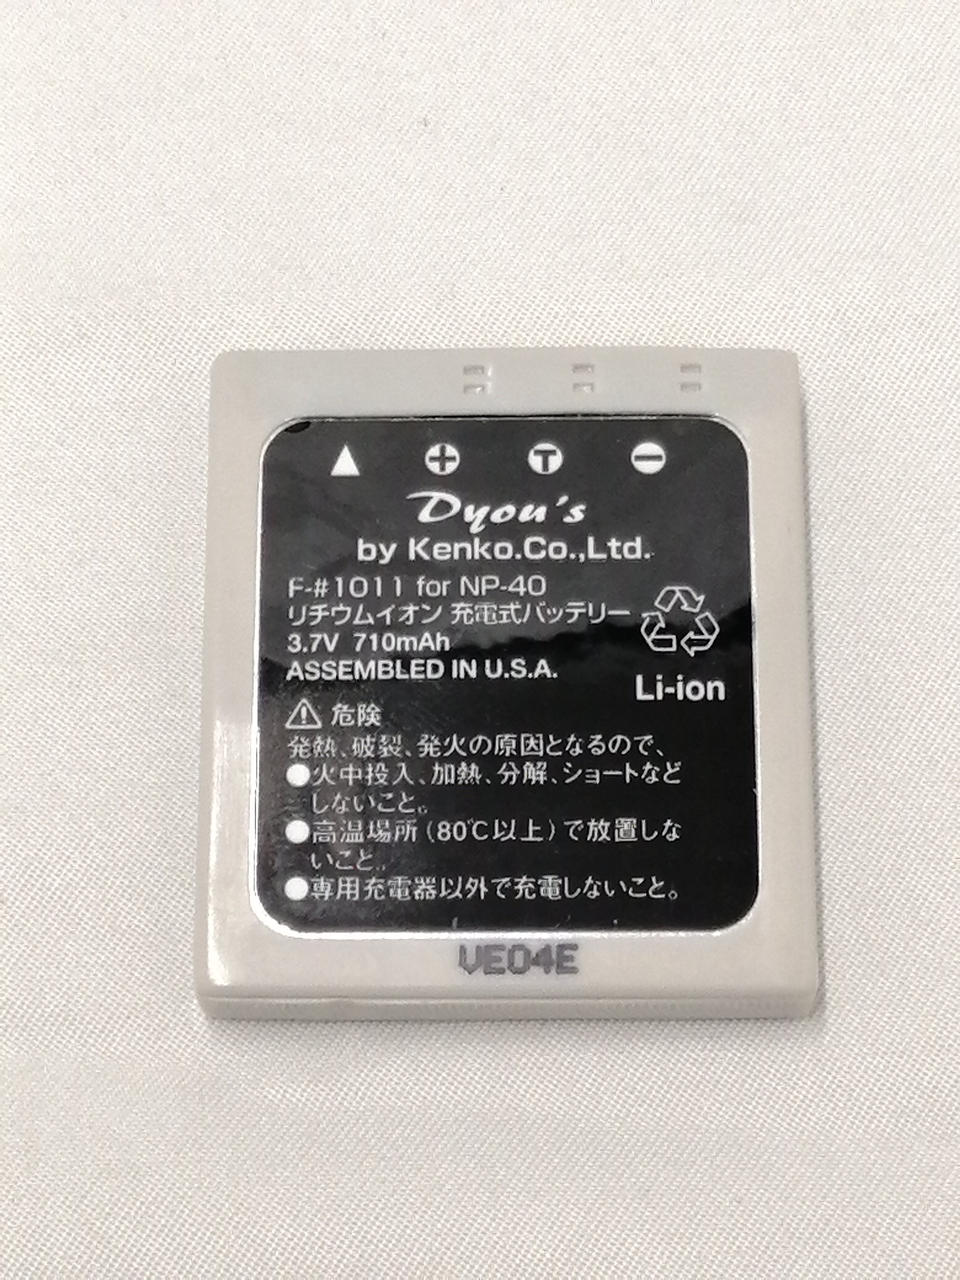 ▲ ⊕ T ⊖
Dyou's
by Kenko.Co.,Ltd.
F-#1011 for NP-40
リチウムイオン 充電式バッテリー
3.7V 710mAh
ASSEMBLED IN U.S.A.
Li-ion
⚠ 危険
発熱、破裂、発火の原因となるので、
●火中投入、加熱、分解、ショートなど
しないこと。
●高温場所(80℃以上)で放置しな
いこと。
●専用充電器以外で充電しないこと。
VE04E